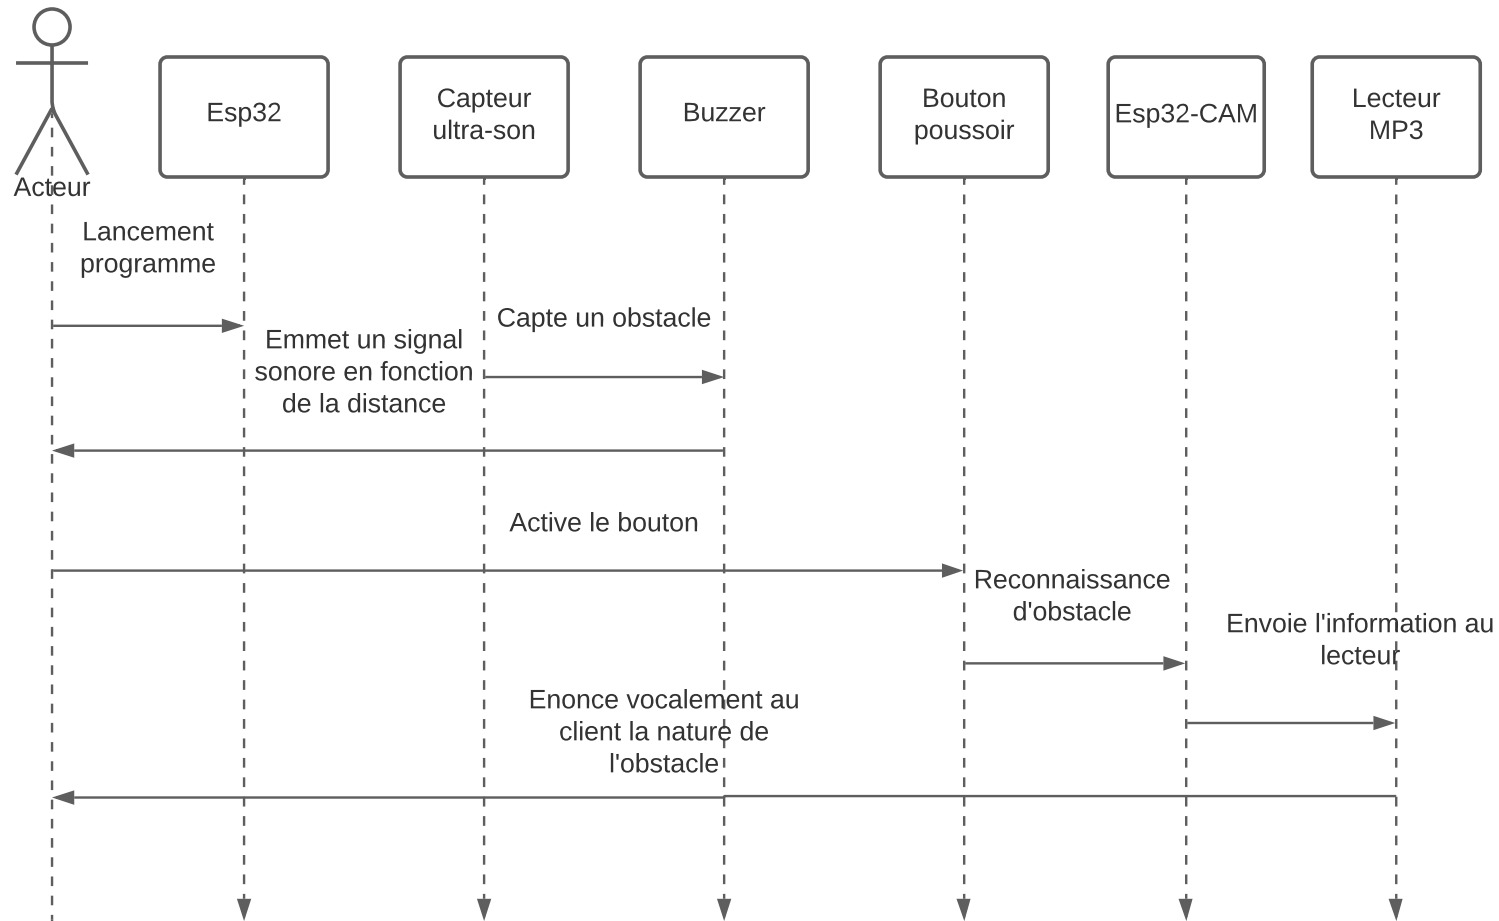 Acteur
Esp32
Capteur
ultra-son
Buzzer
Bouton
poussoir
Esp32-CAM
Lecteur
MP3
Lancement
programme
Capte un obstacle
Emmet un signal
sonore en fonction
de la distance
Active le bouton
Reconnaissance
d'obstacle
Envoie l'information au
lecteur
Enonce vocalement au
client la nature de
l'obstacle